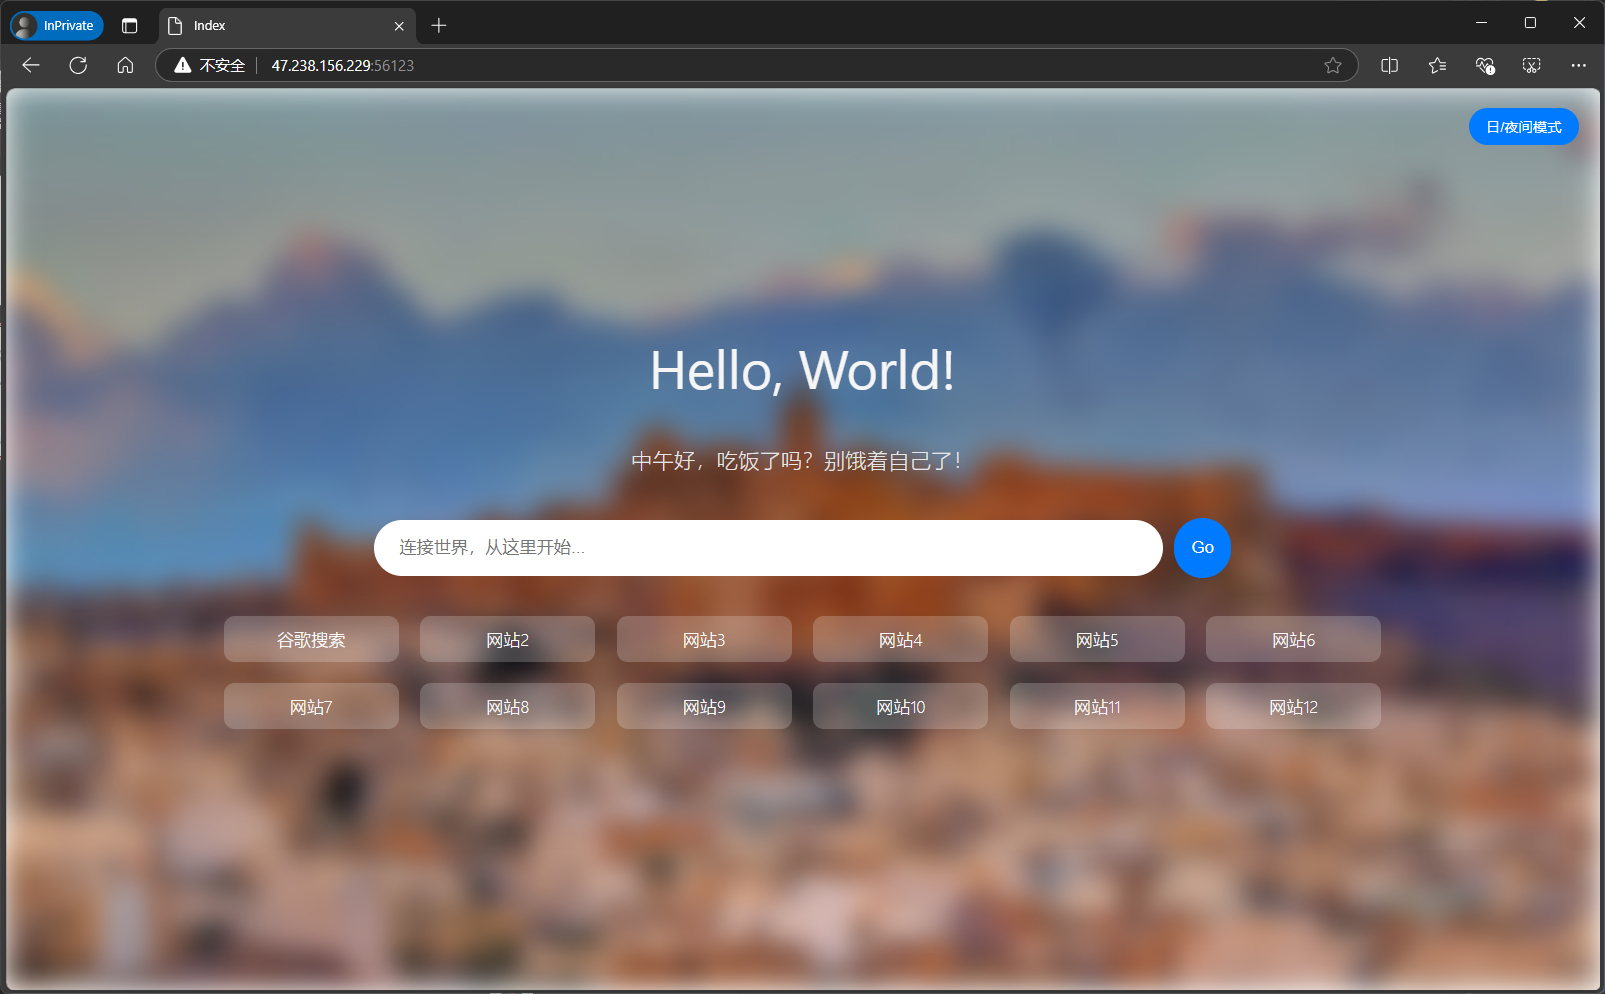 InPrivate
Index
不安全
47.238.156.229:56123
日/夜间模式
Hello, World!
中午好，吃饭了吗？别饿着自己了！
连接世界，从这里开始...
Go
谷歌搜索 网站2 网站3 网站4 网站5 网站6
网站7 网站8 网站9 网站10 网站11 网站12